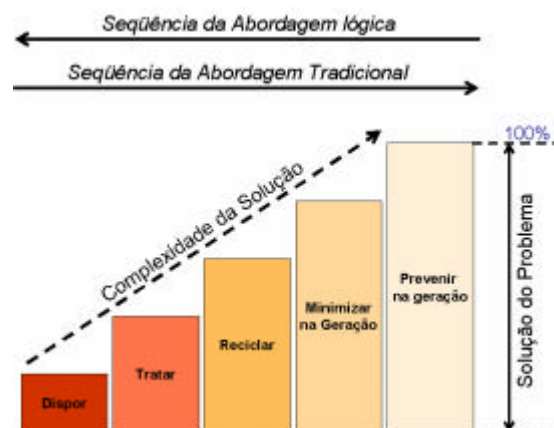 Seqüência da Abordagem lógica
Seqüência da Abordagem Tradicional
100%
Complexidade da Solução
Solução do Problema
Prevenir
na geração
Minimizar
na Geração
Reciclar
Tratar
Dispor